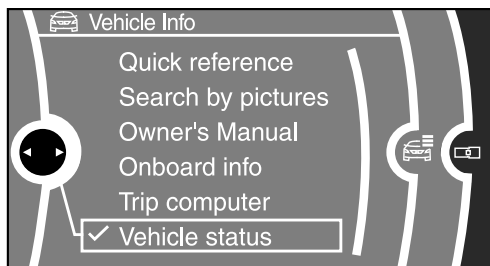 Vehicle Info
Quick reference
Search by pictures
Owner's Manual
Onboard info
Trip computer
Vehicle status